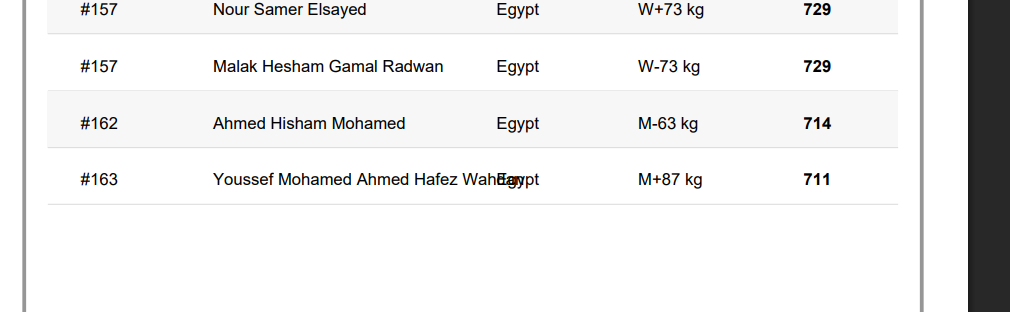 #157 Nour Samer Elsayed Egypt W+73 kg 729
#157 Malak Hesham Gamal Radwan Egypt W-73 kg 729
#162 Ahmed Hisham Mohamed Egypt M-63 kg 714
#163 Youssef Mohamed Ahmed Hafez Wahdan Egypt M+87 kg 711